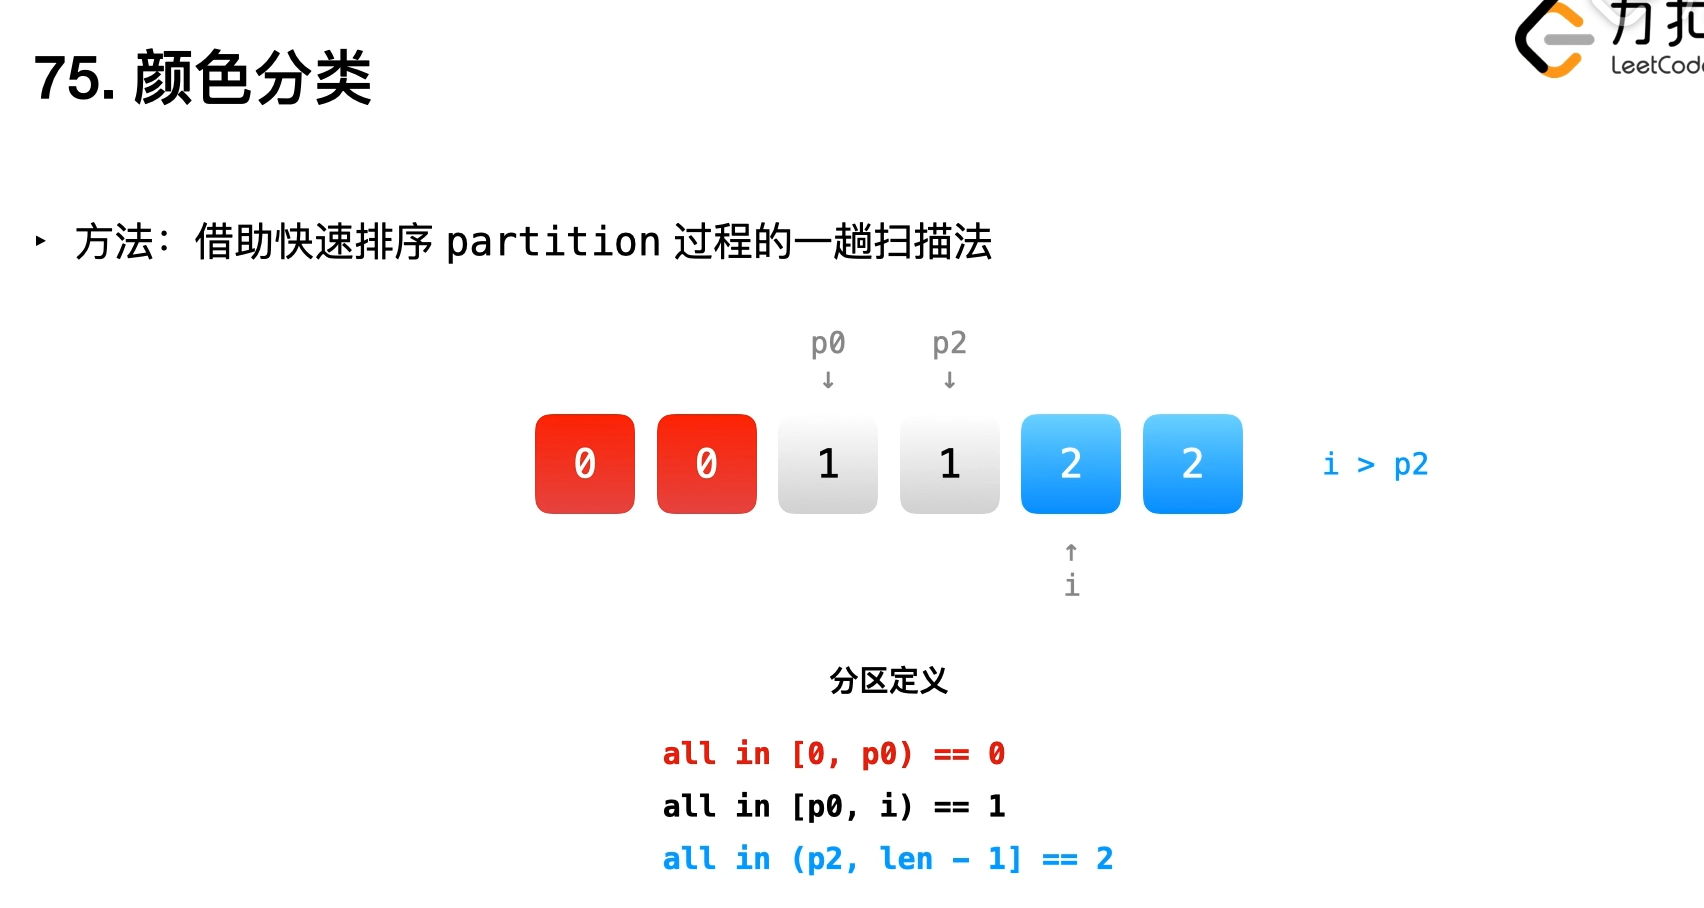 力扣
LeetCode
75. 颜色分类
‣ 方法：借助快速排序 partition 过程的一趟扫描法
p0 p2
↓ ↓
0 0 1 1 2 2 i > p2
↑
i
分区定义
all in [0, p0) == 0
all in [p0, i) == 1
all in (p2, len - 1] == 2